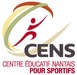 CENS
CENTRE ÉDUCATIF NANTAIS
POUR SPORTIFS